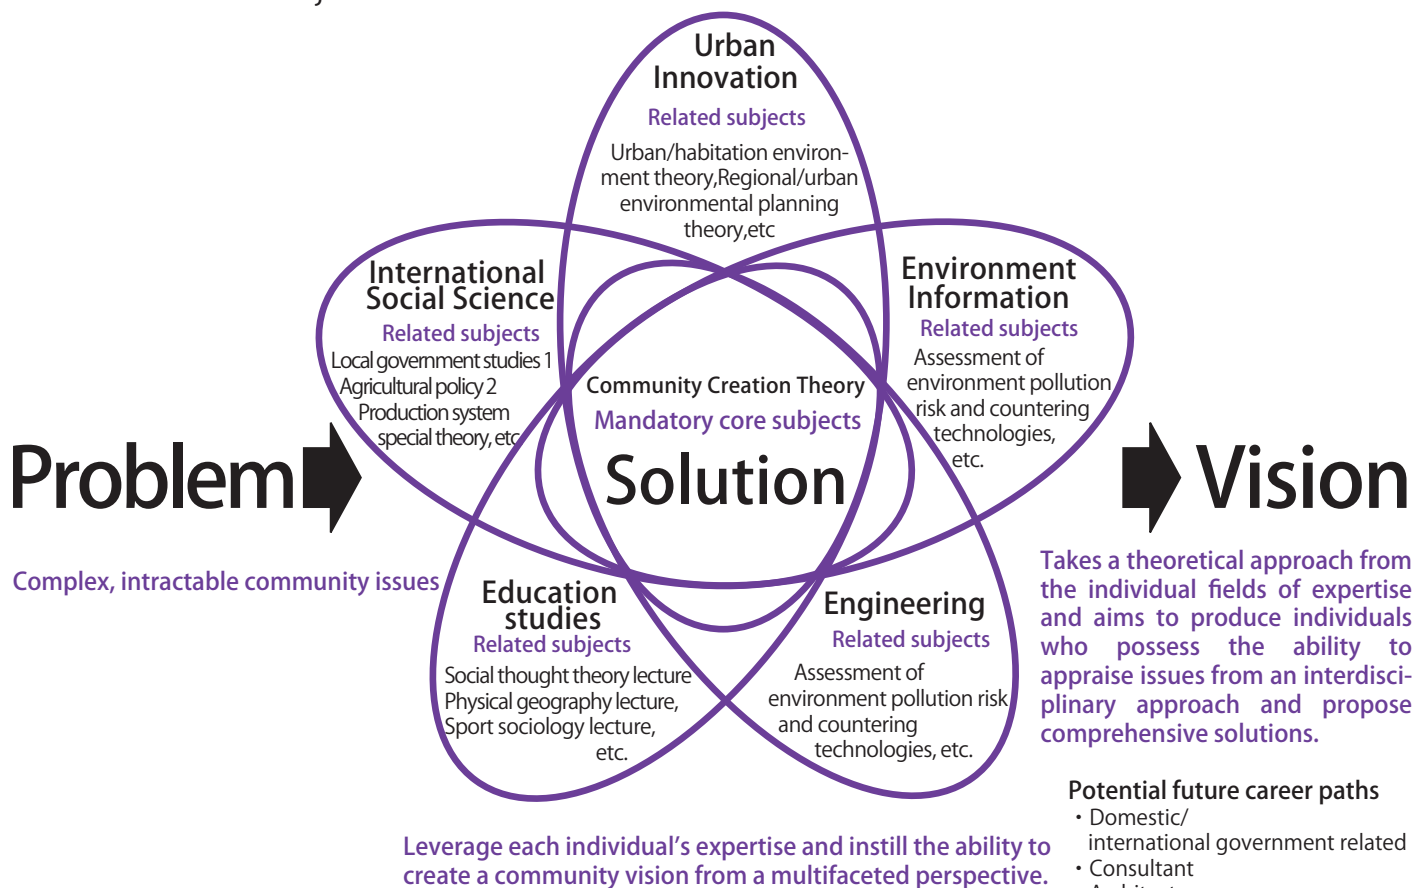 Urban
Innovation
Related subjects
Urban/habitation environ-
ment theory,Regional/urban
environmental planning
theory,etc
International
Social Science
Related subjects
Local government studies 1
Agricultural policy 2
Production system
special theory, etc
Environment
Information
Related subjects
Assessment of
environment pollution
risk and countering
technologies,
etc.
Community Creation Theory
Mandatory core subjects
Solution
Problem
Complex, intractable community issues
Vision
Takes a theoretical approach from
the individual fields of expertise
and aims to produce individuals
who possess the ability to
appraise issues from an interdisci-
plinary approach and propose
comprehensive solutions.
Education
studies
Related subjects
Social thought theory lecture
Physical geography lecture,
Sport sociology lecture,
etc.
Engineering
Related subjects
Assessment of
environment pollution risk
and countering
technologies, etc.
Leverage each individual's expertise and instill the ability to
create a community vision from a multifaceted perspective.
Potential future career paths
・Domestic/
international government related
・Consultant